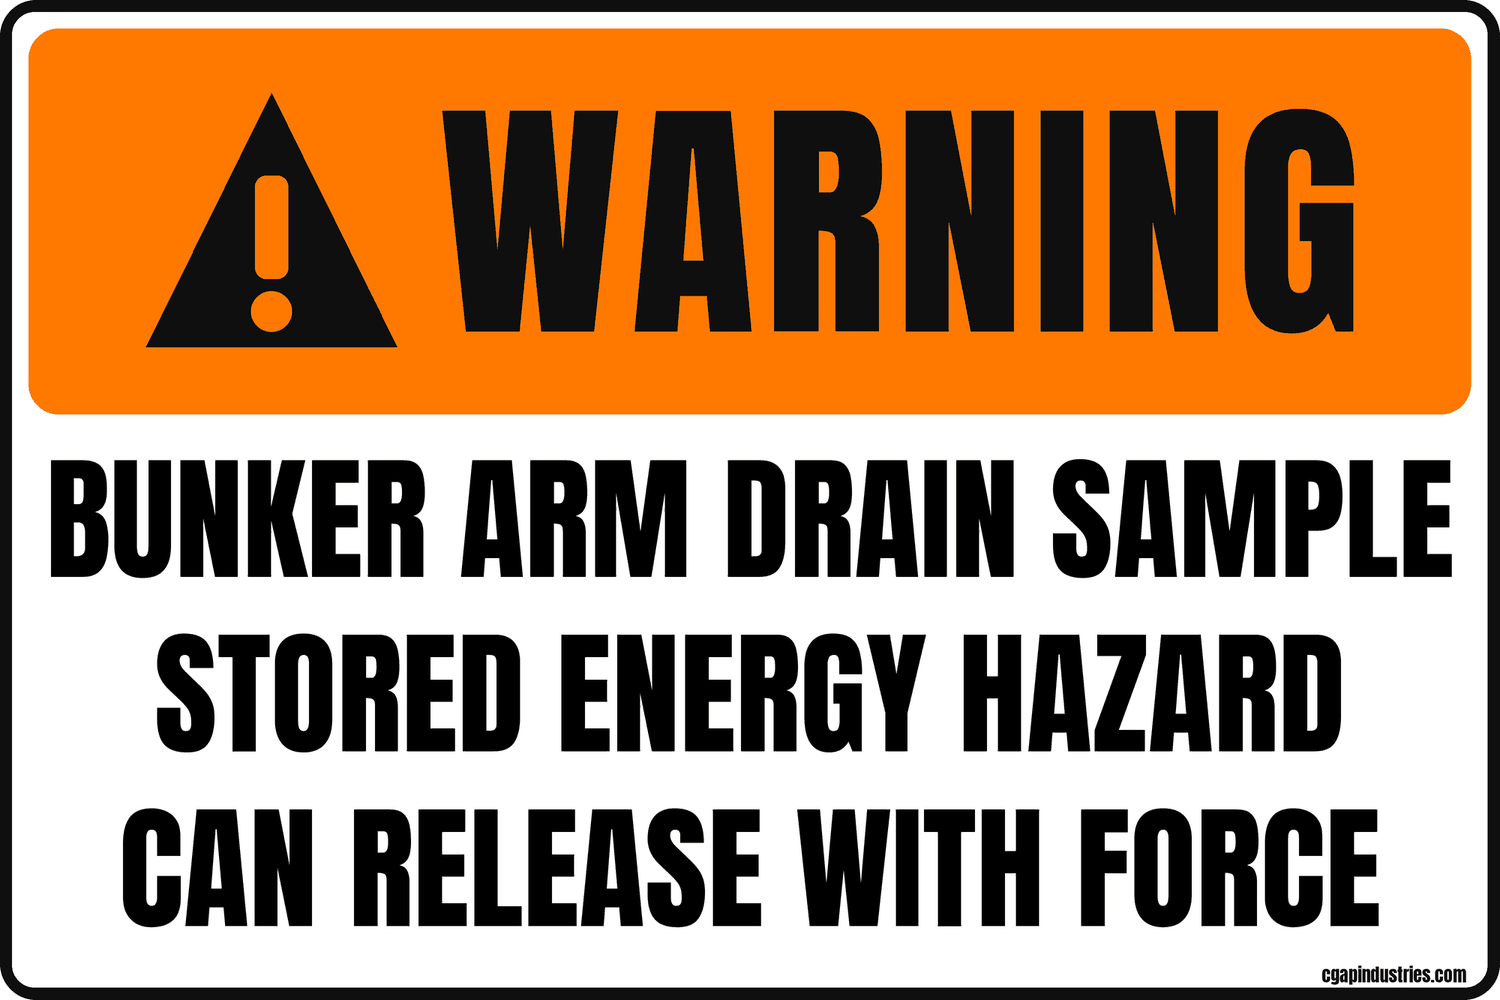 WARNING
BUNKER ARM DRAIN SAMPLE
STORED ENERGY HAZARD
CAN RELEASE WITH FORCE
cgapindustries.com